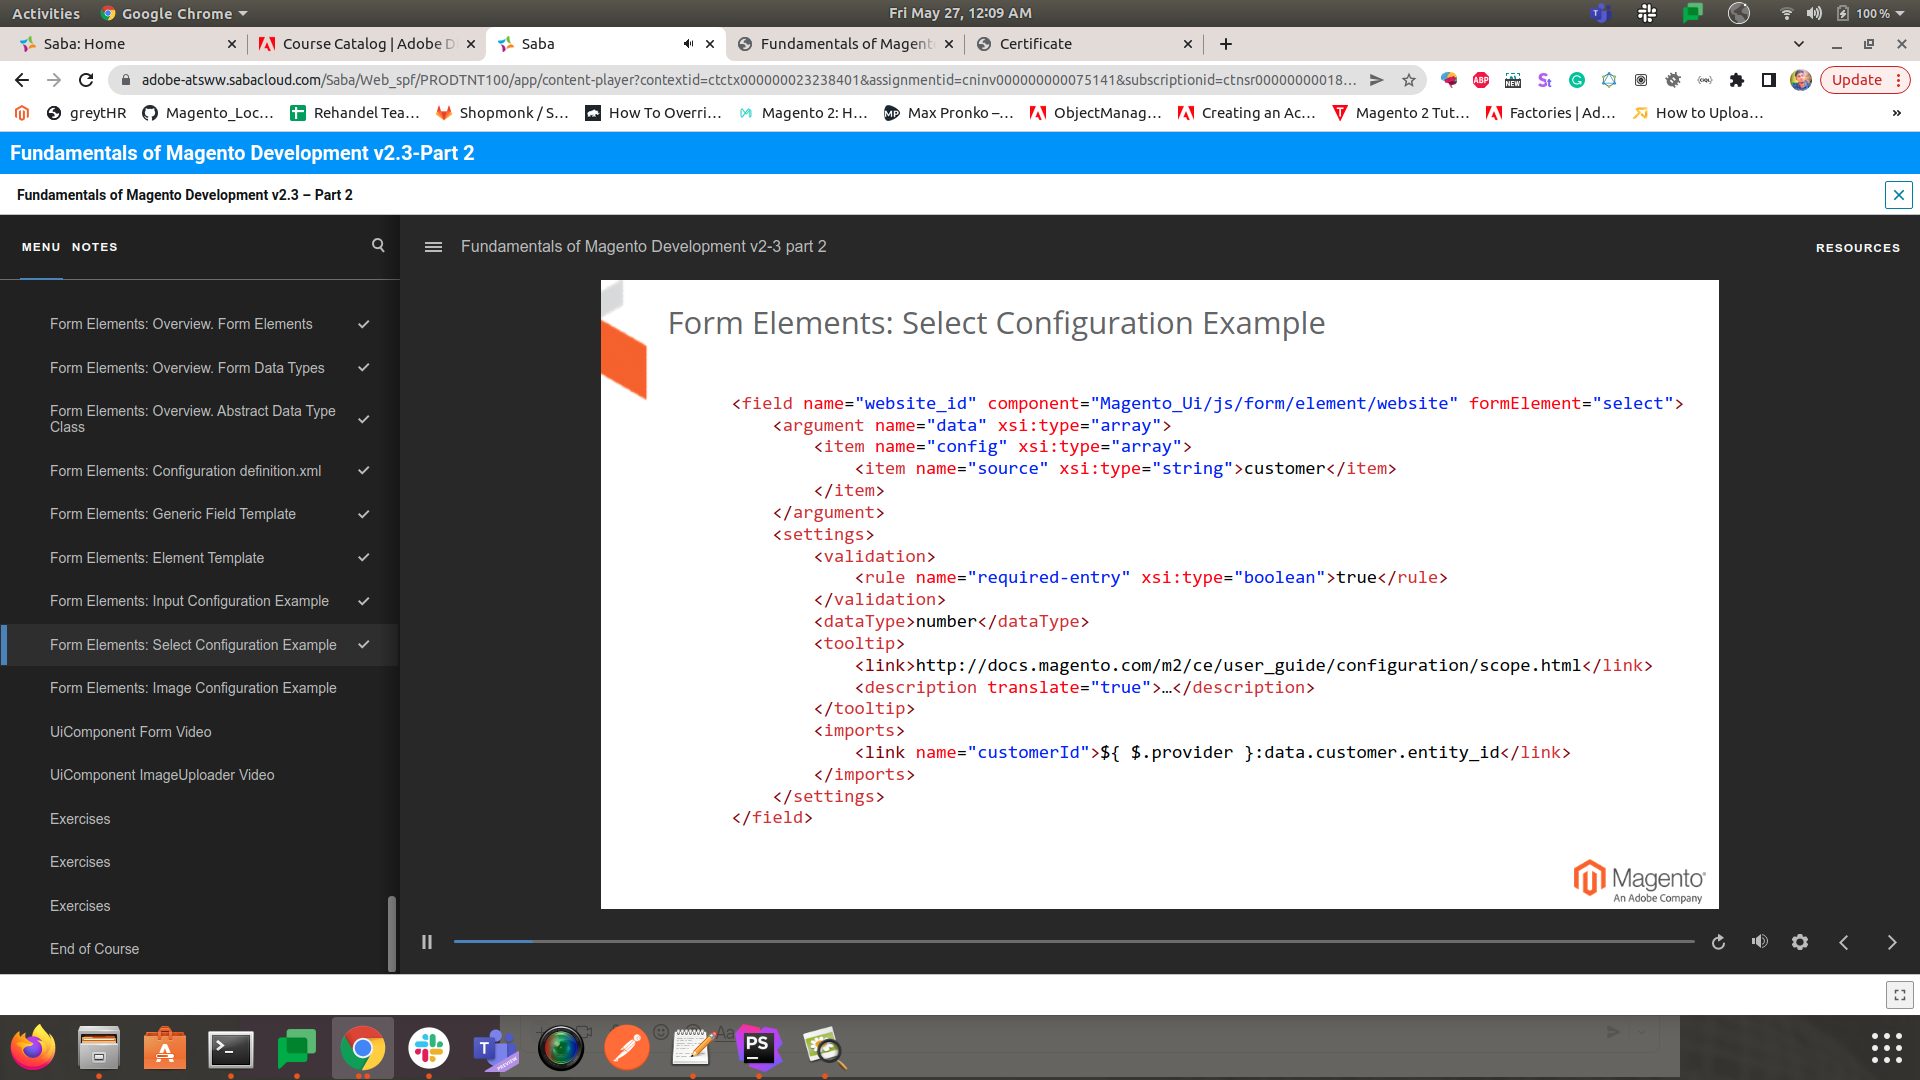 Activities Google Chrome Fri May 27, 12:09 AM 100 %
Saba: Home Course Catalog | Adobe D Saba Fundamentals of Magent Certificate
adobe-atsww.sabacloud.com/Saba/Web_spf/PRODTNT100/app/content-player?contextid=ctctx000000023238401&assignmentid=cninv000000000075141&subscriptionid=ctnsr00000000018... ABP NEW St Update
greytHR Magento_Loc... Rehandel Tea... Shopmonk / S... How To Overri... Magento 2: H... Max Pronko –... ObjectManag... Creating an Ac... Magento 2 Tut... Factories | Ad... How to Uploa... »
Fundamentals of Magento Development v2.3-Part 2
Fundamentals of Magento Development v2.3 – Part 2
MENU NOTES
Fundamentals of Magento Development v2-3 part 2
RESOURCES
Form Elements: Overview. Form Elements
Form Elements: Overview. Form Data Types
Form Elements: Overview. Abstract Data Type
Class
Form Elements: Configuration definition.xml
Form Elements: Generic Field Template
Form Elements: Element Template
Form Elements: Input Configuration Example
Form Elements: Select Configuration Example
Form Elements: Image Configuration Example
UiComponent Form Video
UiComponent ImageUploader Video
Exercises
Exercises
Exercises
End of Course
Form Elements: Select Configuration Example
<field name="website_id" component="Magento_Ui/js/form/element/website" formElement="select">
<argument name="data" xsi:type="array">
<item name="config" xsi:type="array">
<item name="source" xsi:type="string">customer</item>
</item>
</argument>
<settings>
<validation>
<rule name="required-entry" xsi:type="boolean">true</rule>
</validation>
<dataType>number</dataType>
<tooltip>
<link>http://docs.magento.com/m2/ce/user_guide/configuration/scope.html</link>
<description translate="true">…</description>
</tooltip>
<imports>
<link name="customerId">${ $.provider }:data.customer.entity_id</link>
</imports>
</settings>
</field>
Magento
An Adobe Company
PS